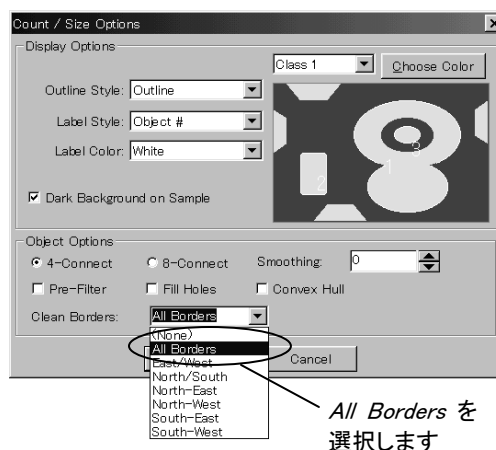 Count / Size Options
Display Options
Class 1
Choose Color
Outline Style: Outline
Label Style: Object #
Label Color: White
1
2
3
Dark Background on Sample
Object Options
4-Connect 8-Connect Smoothing: 0
Pre-Filter Fill Holes Convex Hull
Clean Borders: All Borders
(None)
All Borders
East/West
Cancel
North/South
North-East
North-West
South-East
South-West
All Borders を
選択します